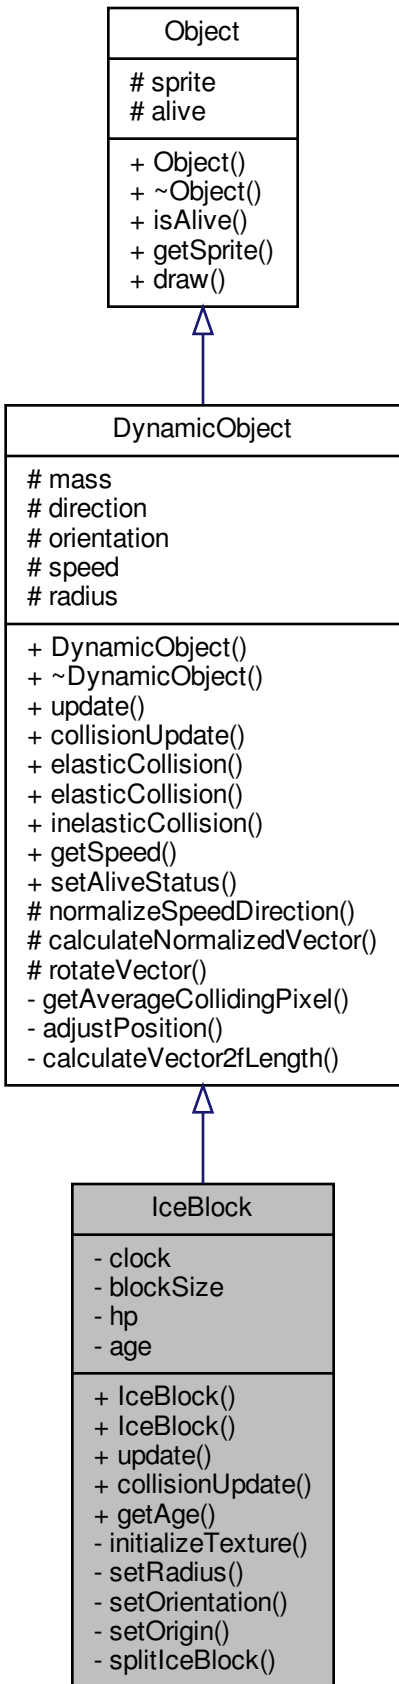 Object
# sprite
# alive
+ Object()
+ ~Object()
+ isAlive()
+ getSprite()
+ draw()
DynamicObject
# mass
# direction
# orientation
# speed
# radius
+ DynamicObject()
+ ~DynamicObject()
+ update()
+ collisionUpdate()
+ elasticCollision()
+ elasticCollision()
+ inelasticCollision()
+ getSpeed()
+ setAliveStatus()
# normalizeSpeedDirection()
# calculateNormalizedVector()
# rotateVector()
- getAverageCollidingPixel()
- adjustPosition()
- calculateVector2fLength()
IceBlock
- clock
- blockSize
- hp
- age
+ IceBlock()
+ IceBlock()
+ update()
+ collisionUpdate()
+ getAge()
- initializeTexture()
- setRadius()
- setOrientation()
- setOrigin()
- splitIceBlock()